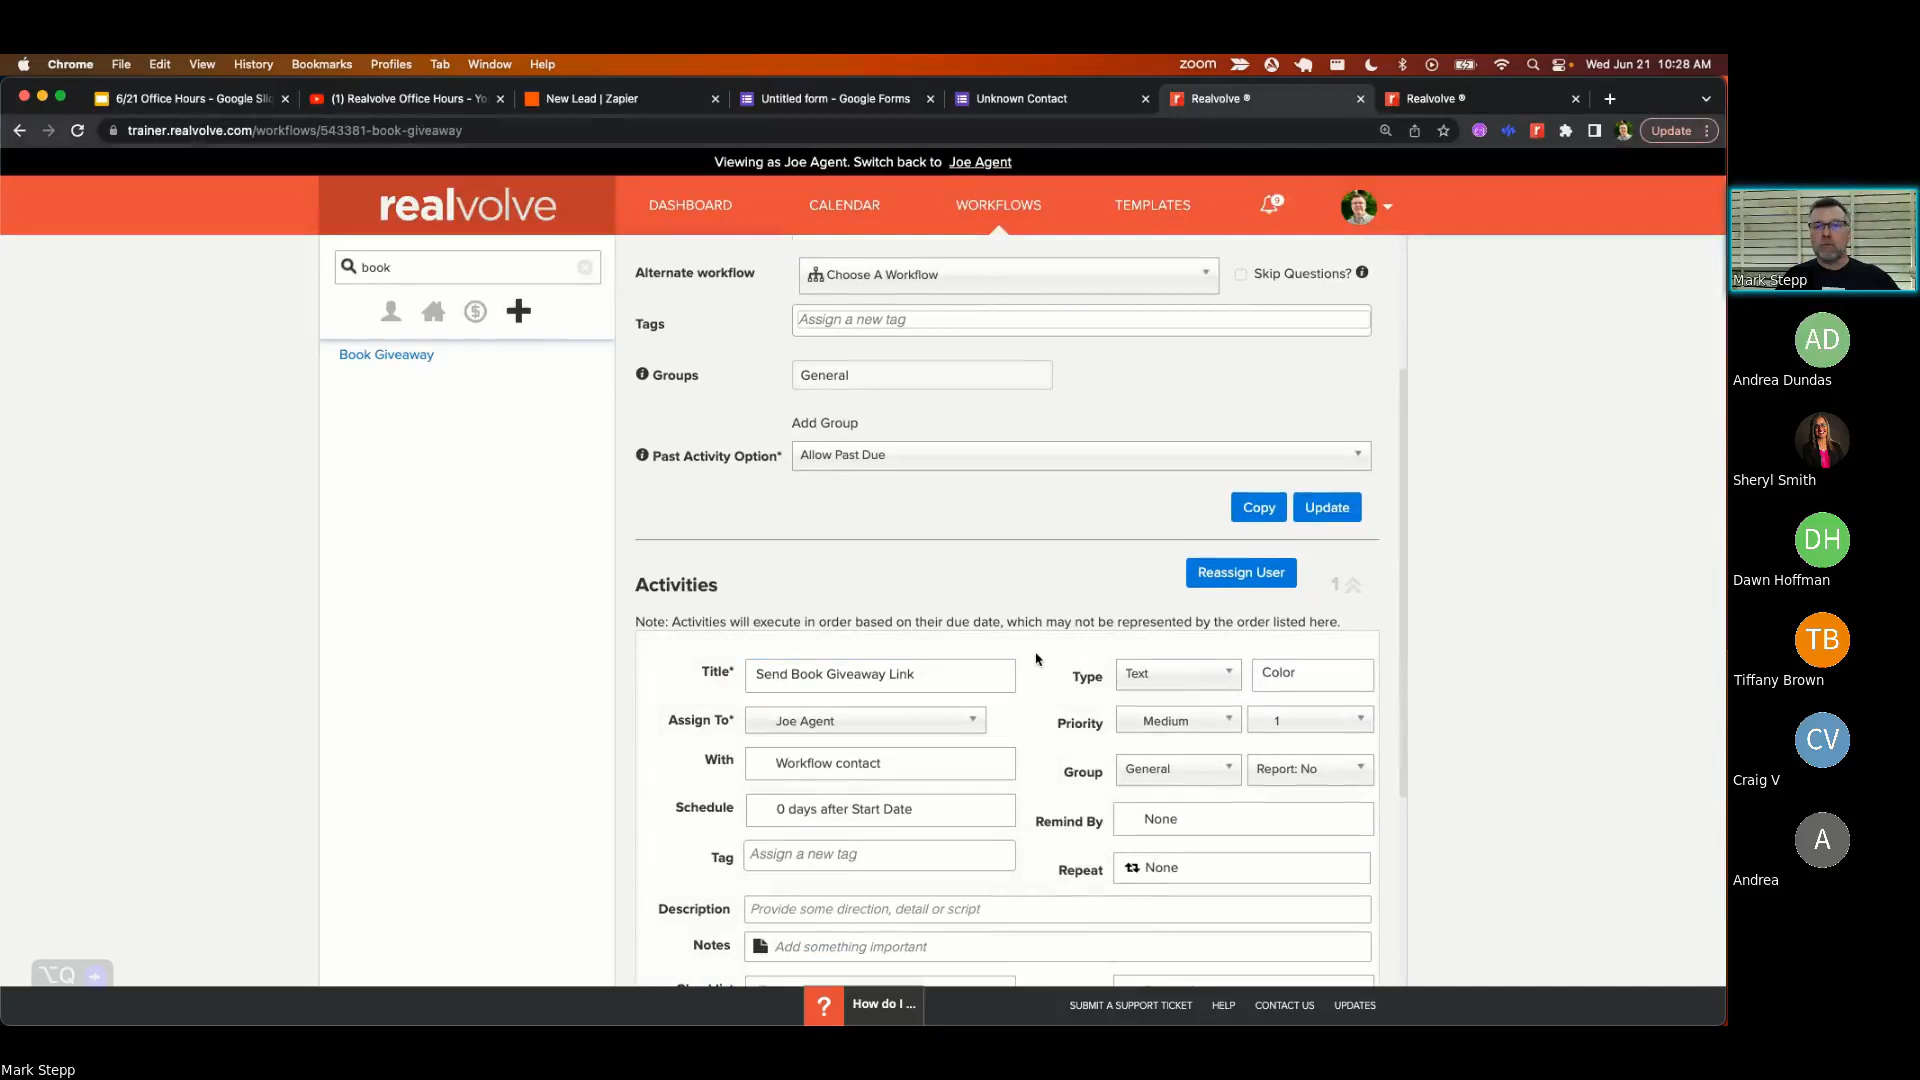 Chrome File Edit View History Bookmarks Profiles Tab Window Help zoom Wed Jun 21 10:28 AM
6/21 Office Hours - Google Slic
(1) Realvolve Office Hours - Yo
New Lead | Zapier
Untitled form - Google Forms
Unknown Contact
Realvolve ®
Realvolve ®
trainer.realvolve.com/workflows/543381-book-giveaway
Update
Viewing as Joe Agent. Switch back to Joe Agent
realvolve
DASHBOARD CALENDAR WORKFLOWS TEMPLATES
9
book
Book Giveaway
Alternate workflow Choose A Workflow Skip Questions?
Tags Assign a new tag
Groups General
Add Group
Past Activity Option* Allow Past Due
Copy Update
Activities Reassign User 1
Note: Activities will execute in order based on their due date, which may not be represented by the order listed here.
Title* Send Book Giveaway Link Type Text Color
Assign To* Joe Agent Priority Medium 1
With Workflow contact Group General Report: No
Schedule 0 days after Start Date Remind By None
Tag Assign a new tag Repeat None
Description Provide some direction, detail or script
Notes Add something important
⌥Q
? How do I ...
SUBMIT A SUPPORT TICKET HELP CONTACT US UPDATES
Mark Stepp
AD
Andrea Dundas
Sheryl Smith
DH
Dawn Hoffman
TB
Tiffany Brown
CV
Craig V
A
Andrea
Mark Stepp